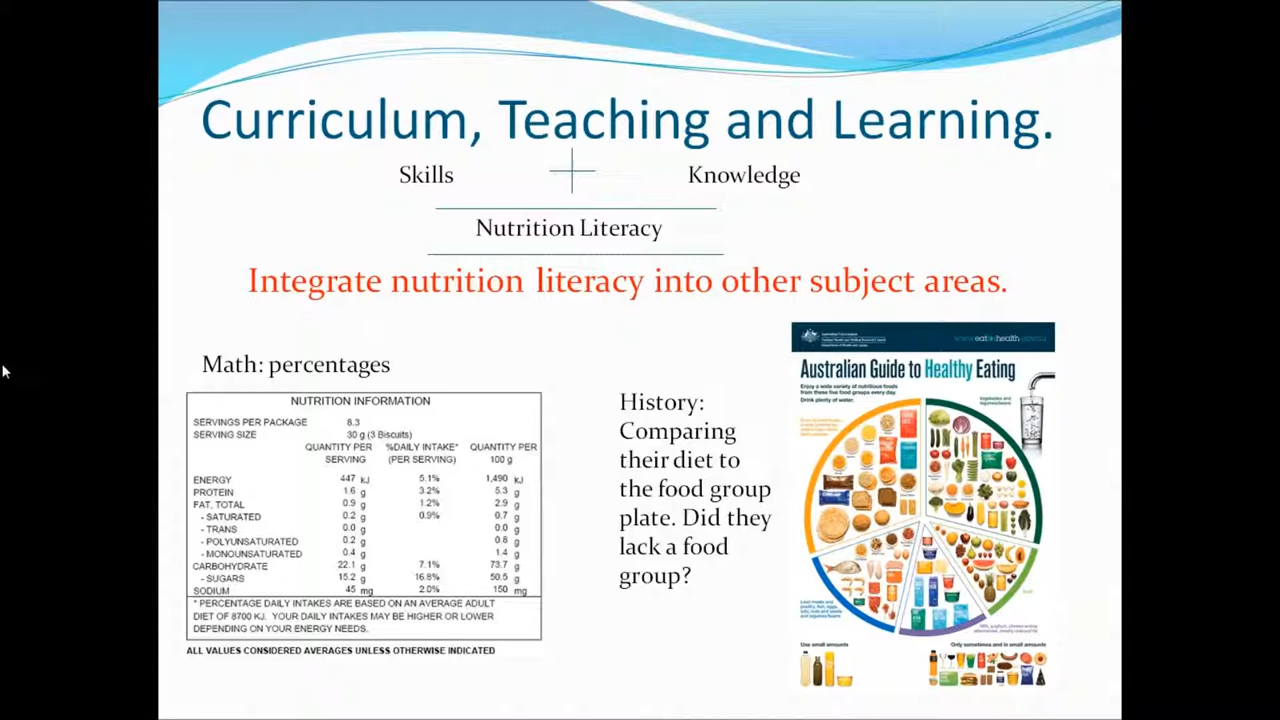 Curriculum, Teaching and Learning.
Skills
Knowledge
Nutrition Literacy
Integrate nutrition literacy into other subject areas.
Math: percentages
NUTRITION INFORMATION
SERVINGS PER PACKAGE 8.3
SERVING SIZE 30 g (3 Biscuits)
QUANTITY PER SERVING %DAILY INTAKE* (PER SERVING) QUANTITY PER 100 g
ENERGY 447 kJ 5.1% 1,490 kJ
PROTEIN 1.6 g 3.2% 5.3 g
FAT, TOTAL 0.9 g 1.2% 2.9 g
- SATURATED 0.2 g 0.9% 0.7 g
- TRANS 0.0 g 0.0 g
- POLYUNSATURATED 0.2 g 0.8 g
- MONOUNSATURATED 0.4 g 1.4 g
CARBOHYDRATE 22.1 g 7.1% 73.7 g
- SUGARS 15.2 g 16.8% 50.5 g
SODIUM 45 mg 2.0% 150 mg
* PERCENTAGE DAILY INTAKES ARE BASED ON AN AVERAGE ADULT
DIET OF 8700 KJ. YOUR DAILY INTAKES MAY BE HIGHER OR LOWER
DEPENDING ON YOUR ENERGY NEEDS.
ALL VALUES CONSIDERED AVERAGES UNLESS OTHERWISE INDICATED
History:
Comparing
their diet to
the food group
plate. Did they
lack a food
group?
Australian Guide to Healthy Eating
Enjoy a wide variety of nutritious foods
from these five food groups every day.
Drink plenty of water.
Vegetables and
legumes/beans
Fruit
Use small amounts
Only sometimes and in small amounts